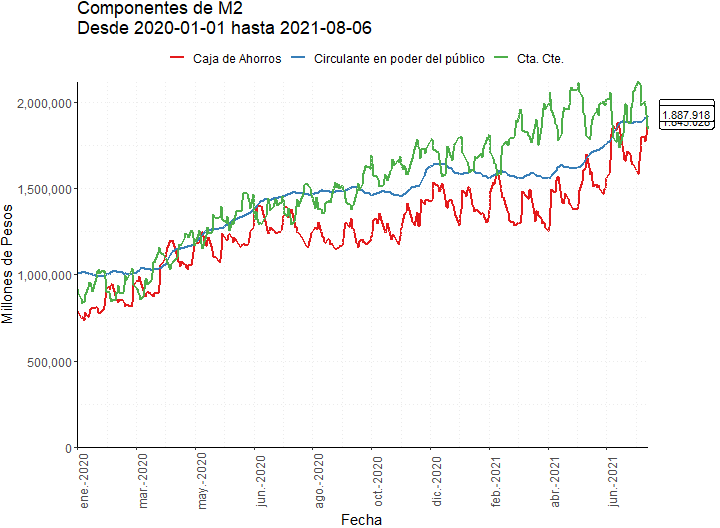 Componentes de M2
Desde 2020-01-01 hasta 2021-08-06
Caja de Ahorros
Circulante en poder del público
Cta. Cte.
Millones de Pesos
2,000,000
1,500,000
1,000,000
500,000
0
1.887.918
ene.-2020
mar.-2020
may.-2020
jun.-2020
ago.-2020
oct.-2020
dic.-2020
feb.-2021
abr.-2021
jun.-2021
Fecha